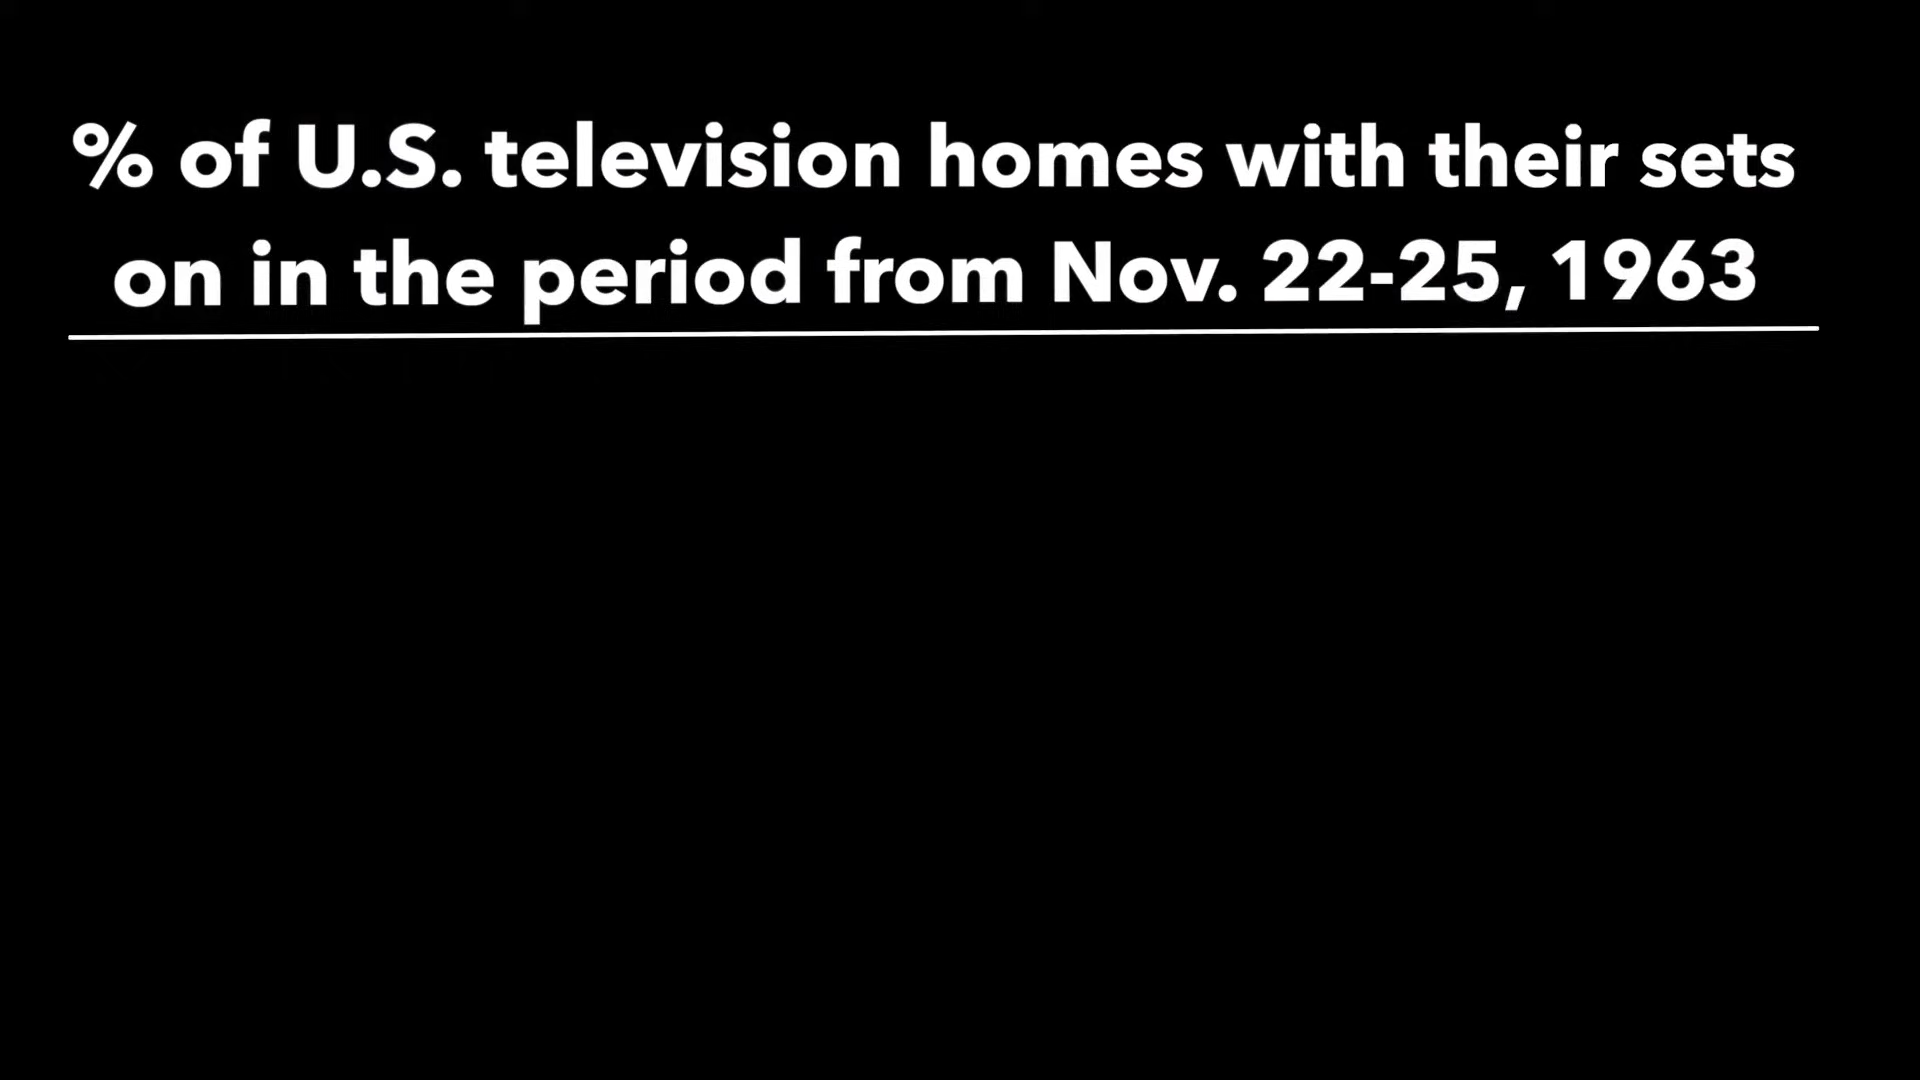 % of U.S. television homes with their sets
on in the period from Nov. 22-25, 1963